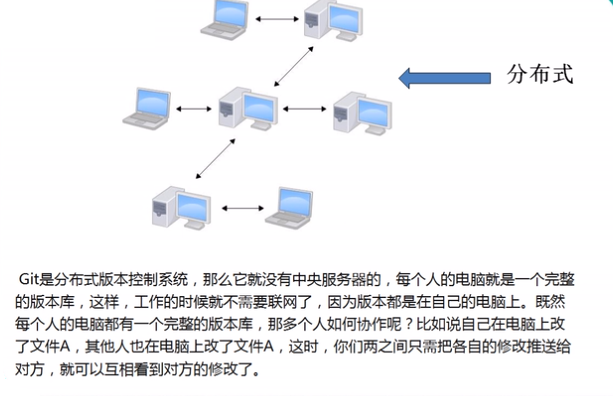 分布式
Git是分布式版本控制系统，那么它就没有中央服务器的，每个人的电脑就是一个完整
的版本库，这样，工作的时候就不需要联网了，因为版本都是在自己的电脑上。既然
每个人的电脑都有一个完整的版本库，那多个人如何协作呢？比如说自己在电脑上改
了文件A，其他人也在电脑上改了文件A，这时，你们两之间只需把各自的修改推送给
对方，就可以互相看到对方的修改了。